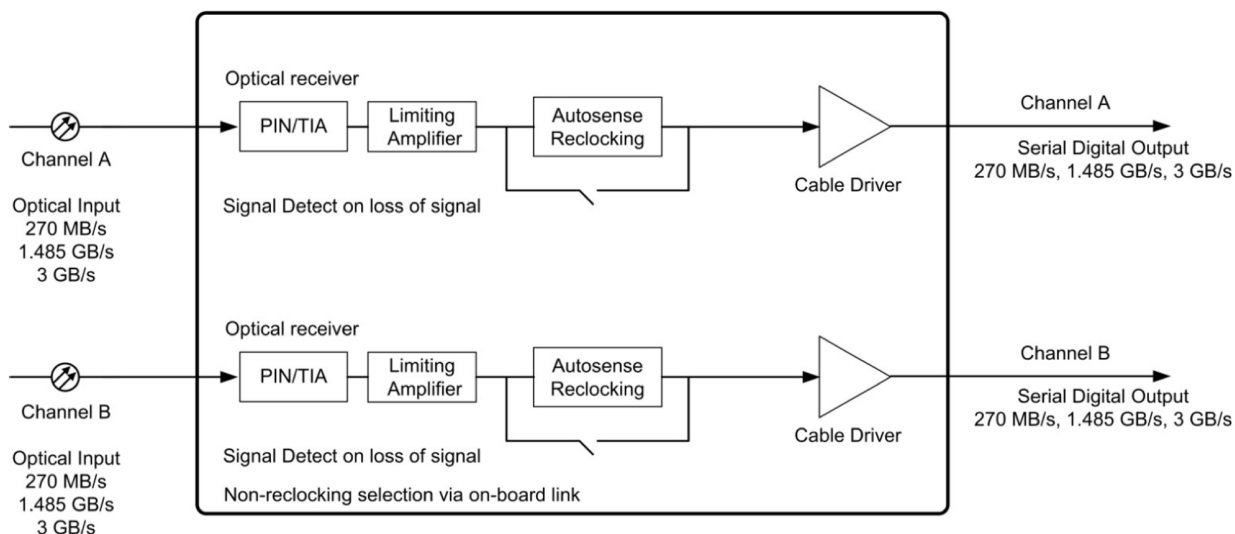 Optical receiver
PIN/TIA
Limiting
Amplifier
Autosense
Reclocking
Cable Driver
Signal Detect on loss of signal
Channel A
Optical Input
270 MB/s
1.485 GB/s
3 GB/s
Channel A
Serial Digital Output
270 MB/s, 1.485 GB/s, 3 GB/s
Optical receiver
PIN/TIA
Limiting
Amplifier
Autosense
Reclocking
Cable Driver
Signal Detect on loss of signal
Non-reclocking selection via on-board link
Channel B
Optical Input
270 MB/s
1.485 GB/s
3 GB/s
Channel B
Serial Digital Output
270 MB/s, 1.485 GB/s, 3 GB/s